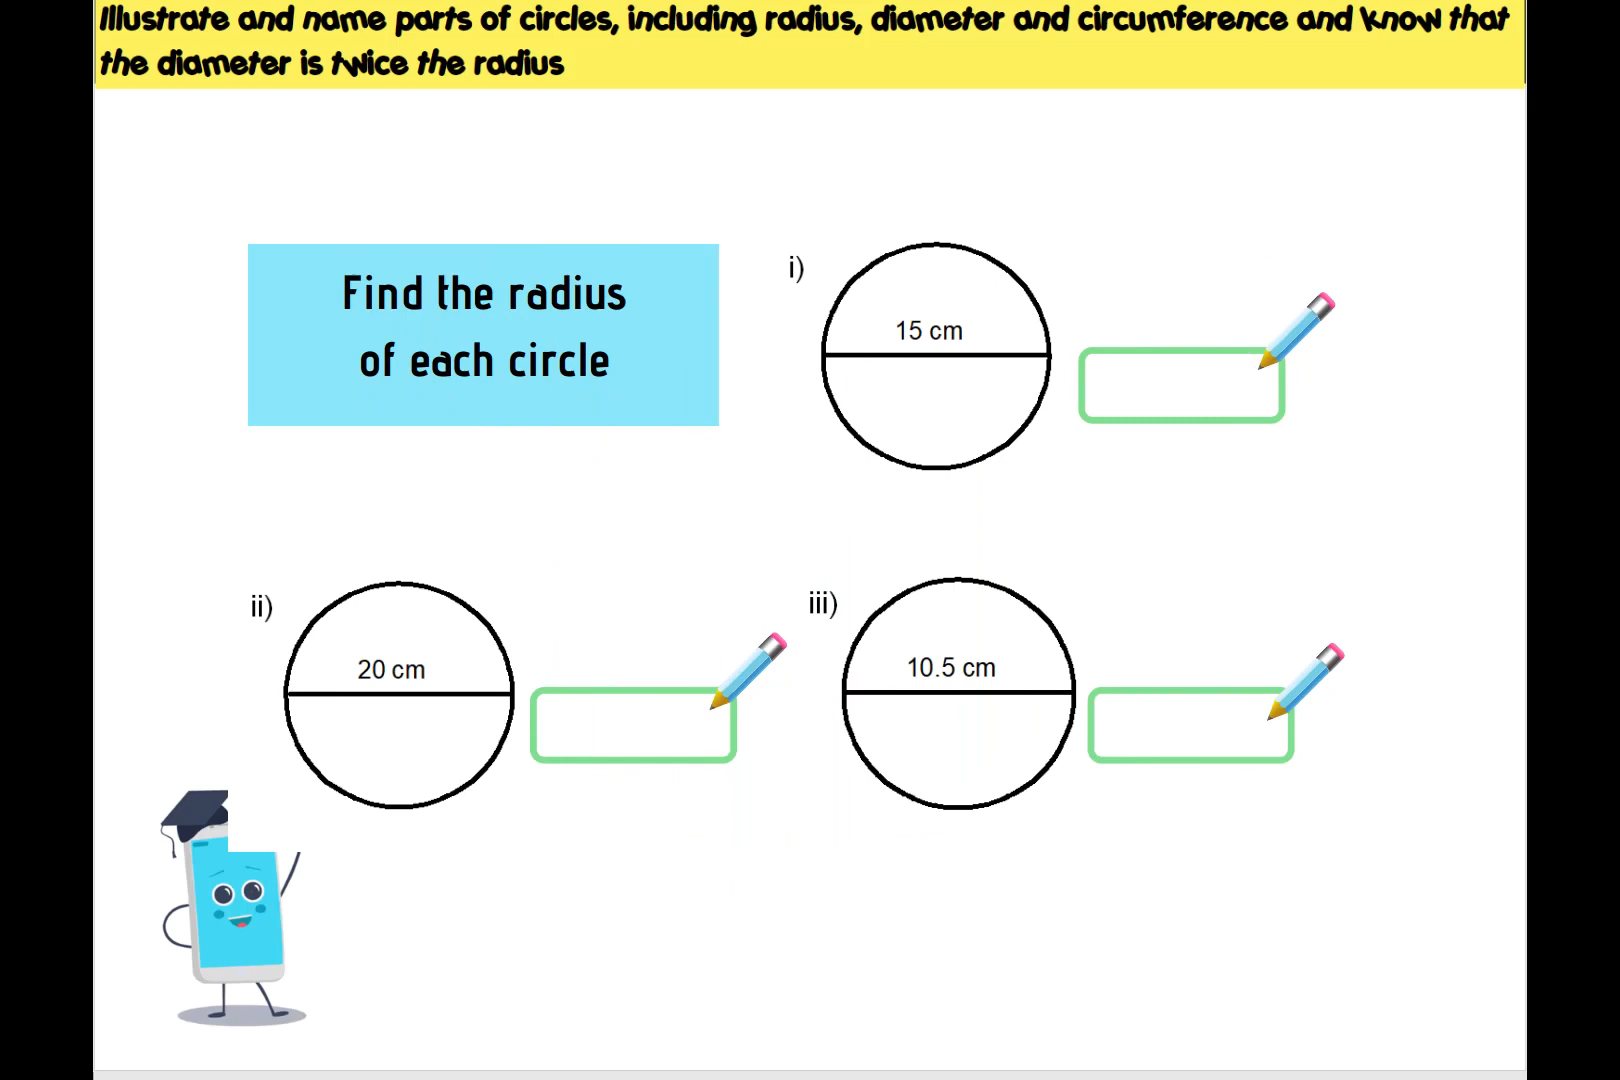 Illustrate and name parts of circles, including radius, diameter and circumference and know that
the diameter is twice the radius
Find the radius
of each circle
i)
15 cm
ii)
20 cm
iii)
10.5 cm